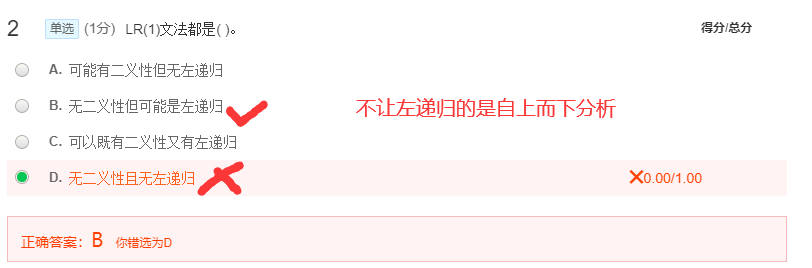 2 单选 (1分) LR(1)文法都是( )。 得分/总分
A. 可能有二义性但无左递归
B. 无二义性但可能是左递归
不让左递归的是自上而下分析
C. 可以既有二义性又有左递归
D. 无二义性且无左递归 ×0.00/1.00
正确答案：B 你错选为D